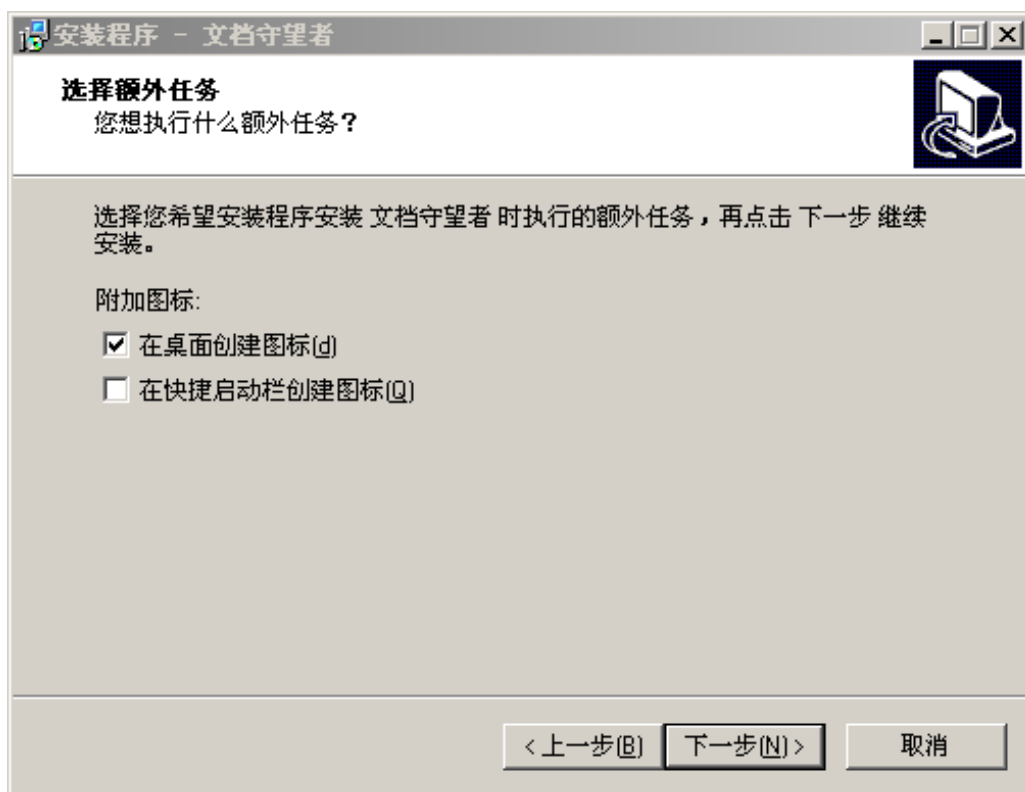 安装程序 - 文档守望者
选择额外任务
您想执行什么额外任务?
选择您希望安装程序安装 文档守望者 时执行的额外任务，再点击 下一步 继续
安装。
附加图标:
在桌面创建图标(d)
在快捷启动栏创建图标(Q)
<上一步(B) 下一步(N)> 取消